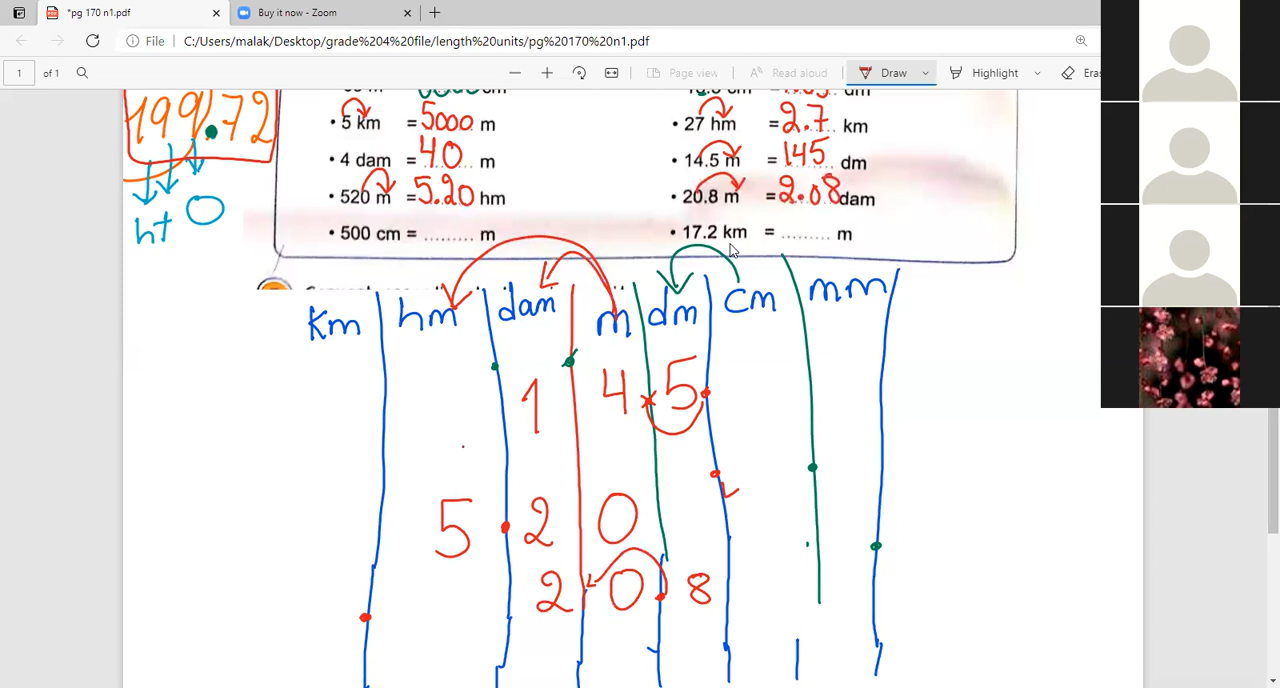 *pg 170 n1.pdf
Buy it now - Zoom
File
C:/Users/malak/Desktop/grade%204%20file/length%20units/pg%20170%20n1.pdf
1 of 1
Page view
Read aloud
Draw
Highlight
199.72
h t O
• 5 km = 5000 m
• 4 dam = 40 m
• 520 m = 5.20 hm
• 500 cm = ......... m
• 27 hm = 2.7 km
• 14.5 m = 145 dm
• 20.8 m = 2.08 dam
• 17.2 km = ......... m
Km hm dam m dm cm mm
1 4 5
5 2 0
2 0 8